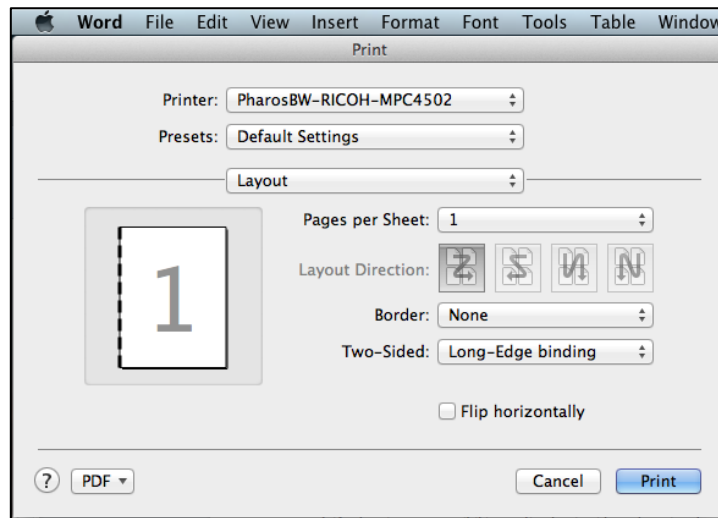 Word File Edit View Insert Format Font Tools Table Window
Print
Printer: PharosBW-RICOH-MPC4502
Presets: Default Settings
Layout
Pages per Sheet: 1
1
Layout Direction:
Border: None
Two-Sided: Long-Edge binding
Flip horizontally
? PDF Cancel Print